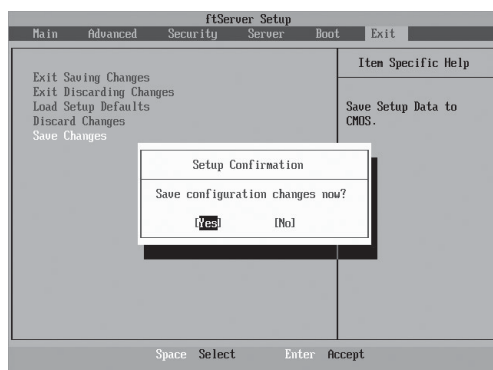 ftServer Setup
Main Advanced Security Server Boot Exit
Item Specific Help
Exit Saving Changes
Exit Discarding Changes
Load Setup Defaults
Discard Changes
Save Changes
Save Setup Data to
CMOS.
Setup Confirmation
Save configuration changes now?
[Yes] [No]
Space Select Enter Accept